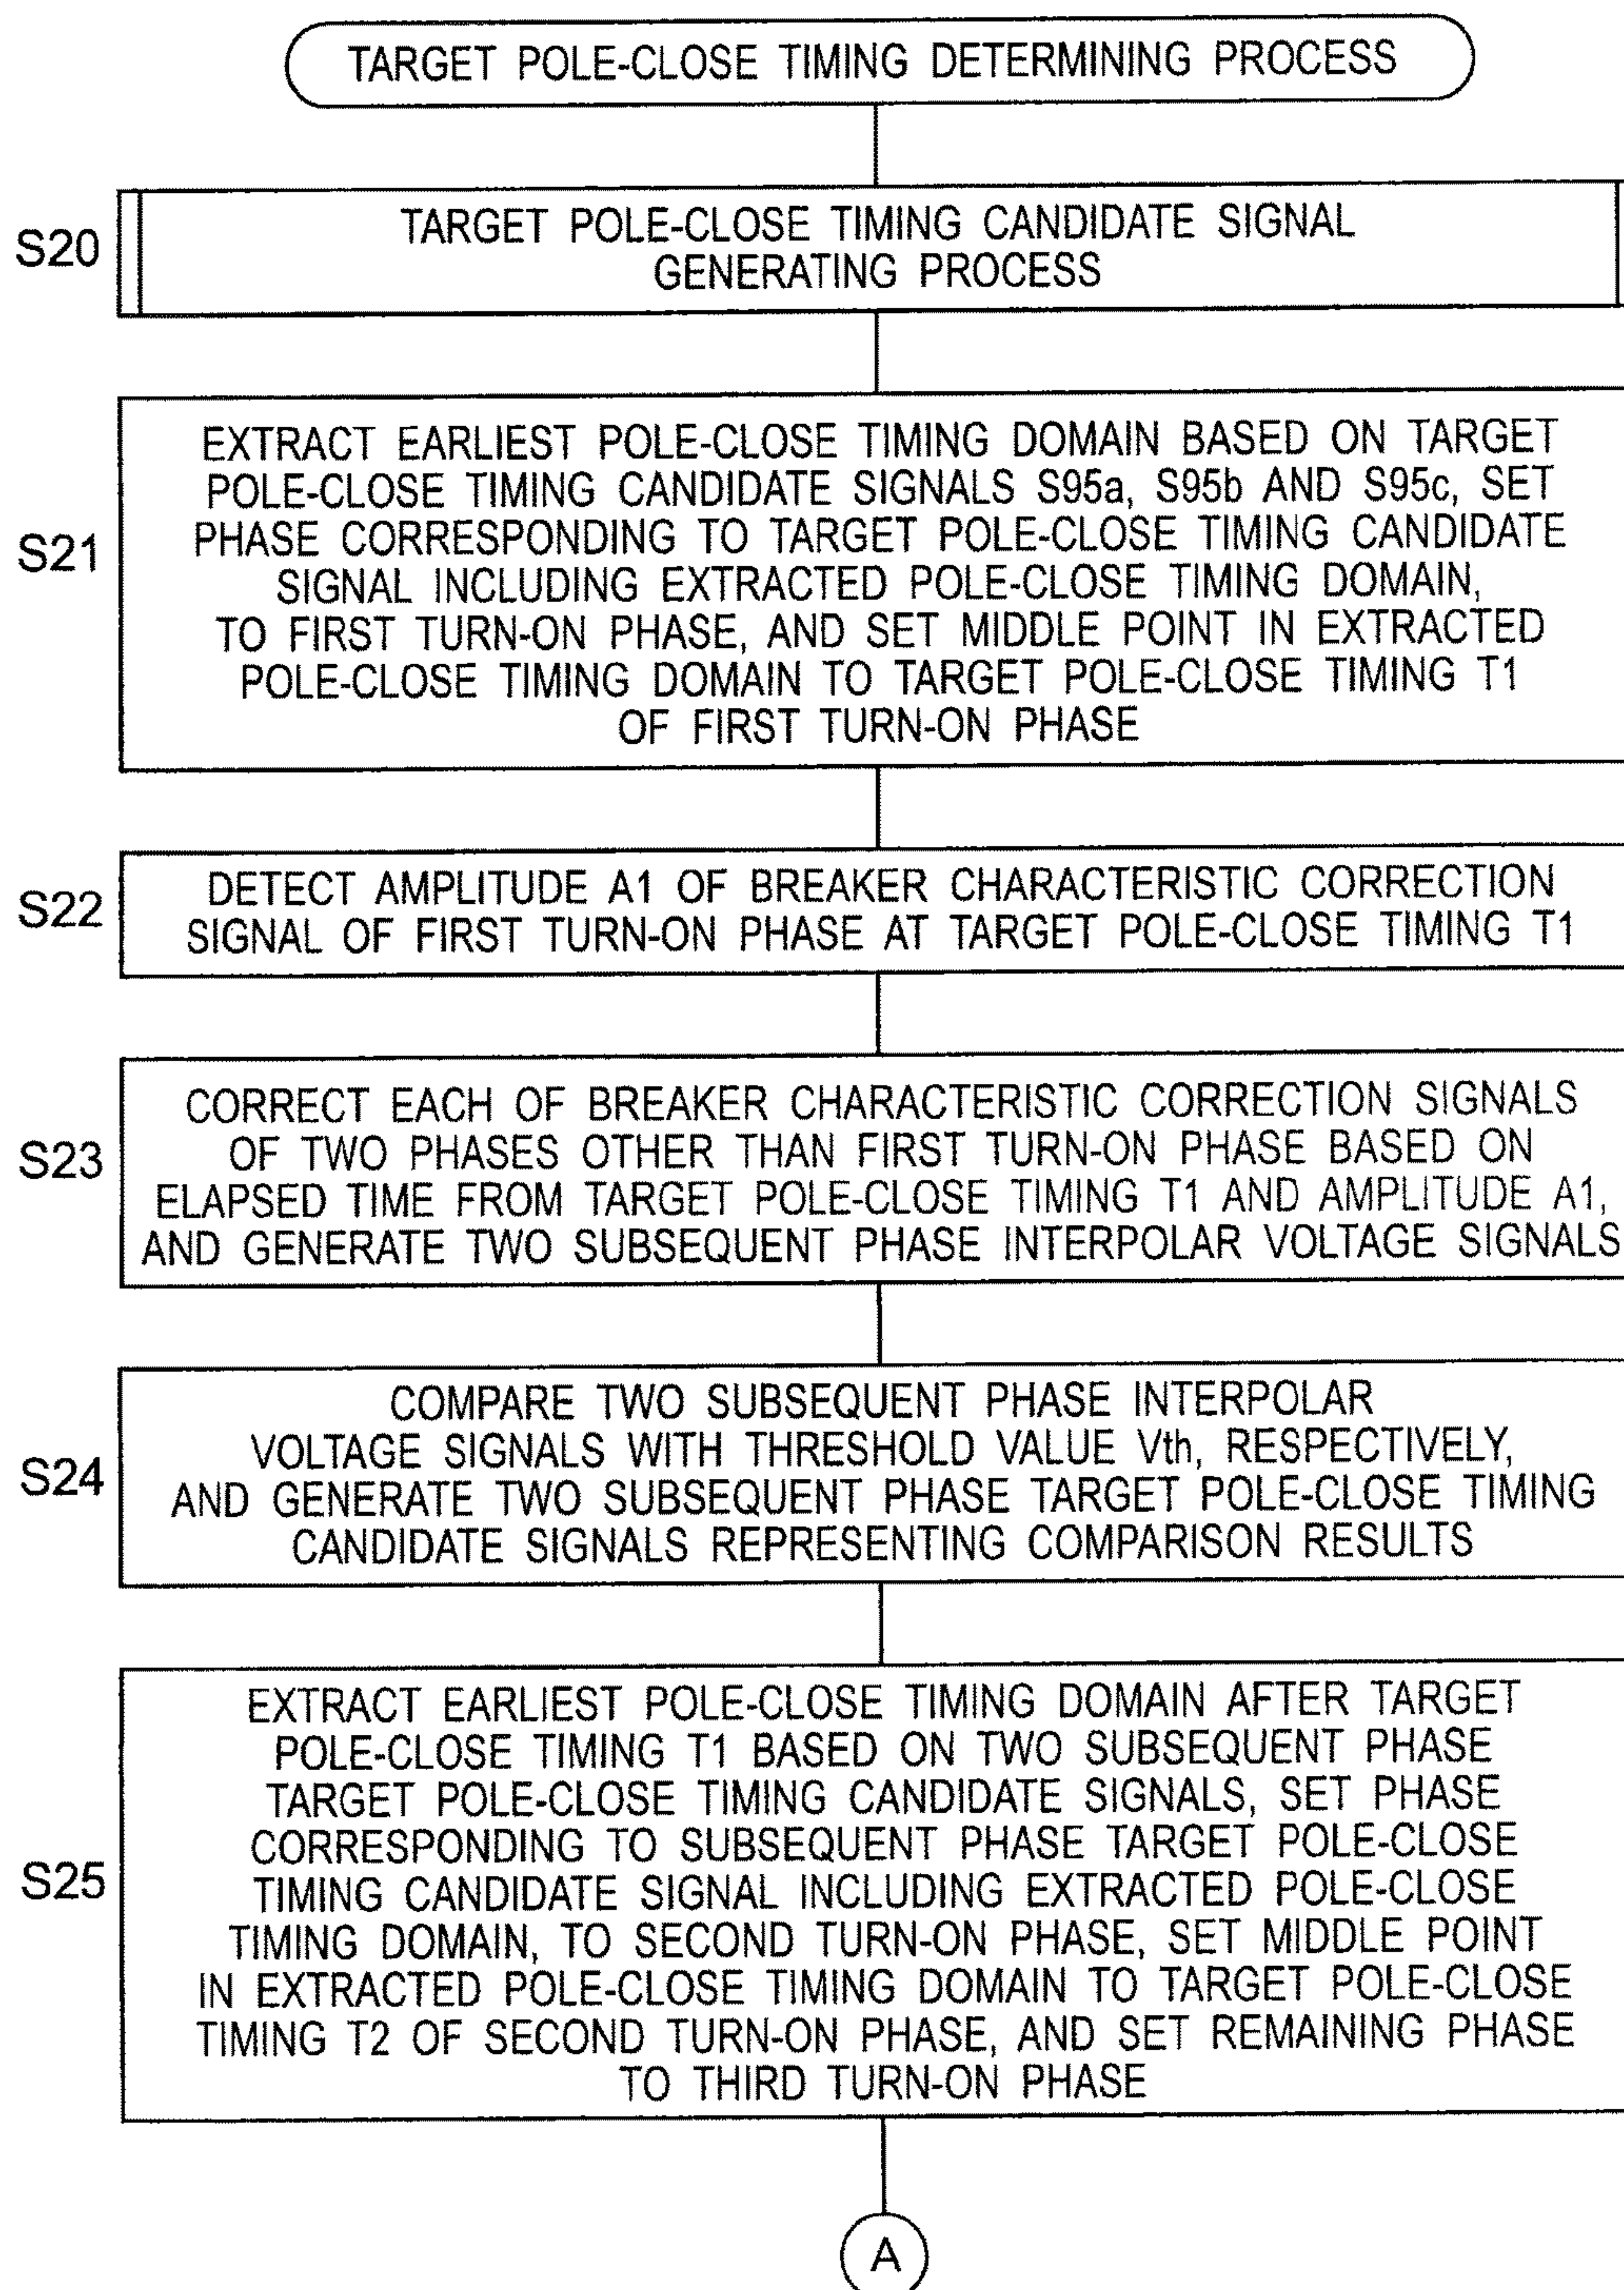 TARGET POLE-CLOSE TIMING DETERMINING PROCESS
S20
TARGET POLE-CLOSE TIMING CANDIDATE SIGNAL
GENERATING PROCESS
S21
EXTRACT EARLIEST POLE-CLOSE TIMING DOMAIN BASED ON TARGET
POLE-CLOSE TIMING CANDIDATE SIGNALS S95a, S95b AND S95c, SET
PHASE CORRESPONDING TO TARGET POLE-CLOSE TIMING CANDIDATE
SIGNAL INCLUDING EXTRACTED POLE-CLOSE TIMING DOMAIN,
TO FIRST TURN-ON PHASE, AND SET MIDDLE POINT IN EXTRACTED
POLE-CLOSE TIMING DOMAIN TO TARGET POLE-CLOSE TIMING T1
OF FIRST TURN-ON PHASE
S22
DETECT AMPLITUDE A1 OF BREAKER CHARACTERISTIC CORRECTION
SIGNAL OF FIRST TURN-ON PHASE AT TARGET POLE-CLOSE TIMING T1
S23
CORRECT EACH OF BREAKER CHARACTERISTIC CORRECTION SIGNALS
OF TWO PHASES OTHER THAN FIRST TURN-ON PHASE BASED ON
ELAPSED TIME FROM TARGET POLE-CLOSE TIMING T1 AND AMPLITUDE A1,
AND GENERATE TWO SUBSEQUENT PHASE INTERPOLAR VOLTAGE SIGNALS
S24
COMPARE TWO SUBSEQUENT PHASE INTERPOLAR
VOLTAGE SIGNALS WITH THRESHOLD VALUE Vth, RESPECTIVELY,
AND GENERATE TWO SUBSEQUENT PHASE TARGET POLE-CLOSE TIMING
CANDIDATE SIGNALS REPRESENTING COMPARISON RESULTS
S25
EXTRACT EARLIEST POLE-CLOSE TIMING DOMAIN AFTER TARGET
POLE-CLOSE TIMING T1 BASED ON TWO SUBSEQUENT PHASE
TARGET POLE-CLOSE TIMING CANDIDATE SIGNALS, SET PHASE
CORRESPONDING TO SUBSEQUENT PHASE TARGET POLE-CLOSE
TIMING CANDIDATE SIGNAL INCLUDING EXTRACTED POLE-CLOSE
TIMING DOMAIN, TO SECOND TURN-ON PHASE, SET MIDDLE POINT
IN EXTRACTED POLE-CLOSE TIMING DOMAIN TO TARGET POLE-CLOSE
TIMING T2 OF SECOND TURN-ON PHASE, AND SET REMAINING PHASE
TO THIRD TURN-ON PHASE
A